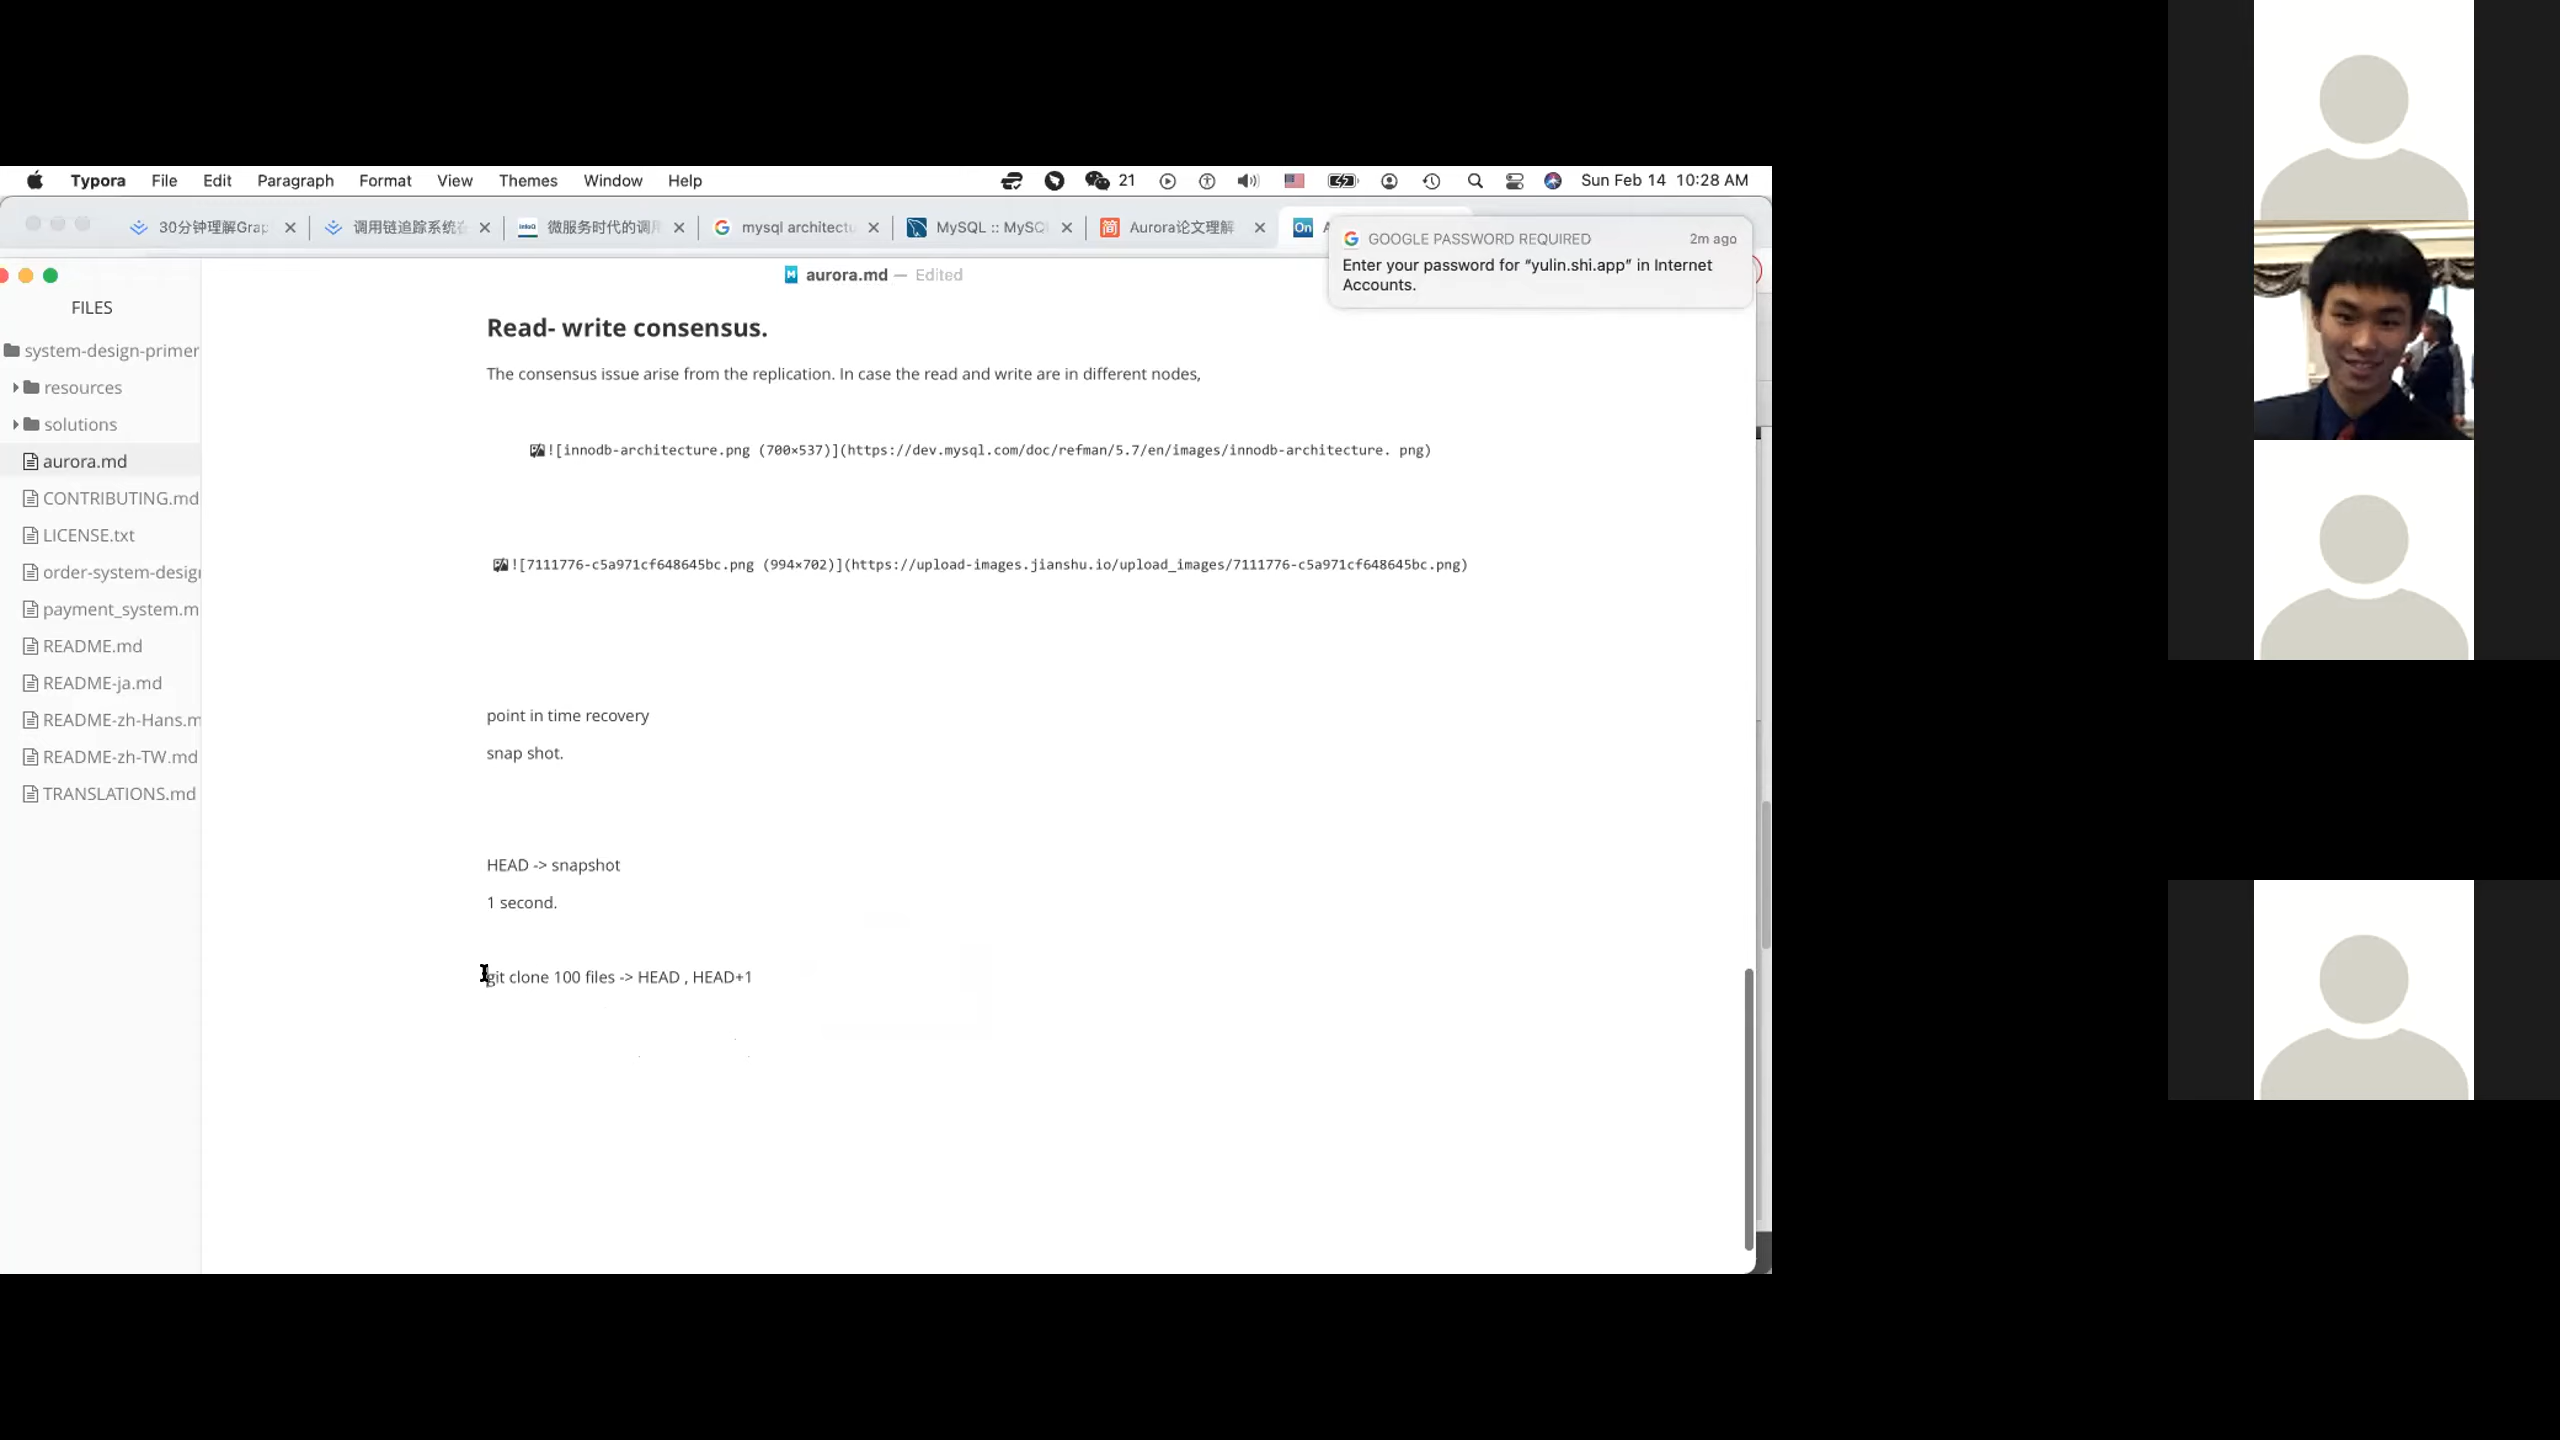 Typora File Edit Paragraph Format View Themes Window Help 21 Sun Feb 14 10:28 AM
30分钟理解Grap 调用链追踪系统在 InfoQ 微服务时代的调用 mysql architectu MySQL :: MySQL Aurora论文理解 On A
GOOGLE PASSWORD REQUIRED 2m ago
Enter your password for “yulin.shi.app” in Internet
Accounts.
aurora.md — Edited
FILES
system-design-primer
resources
solutions
aurora.md
CONTRIBUTING.md
LICENSE.txt
order-system-design
payment_system.m
README.md
README-ja.md
README-zh-Hans.m
README-zh-TW.md
TRANSLATIONS.md
Read- write consensus.
The consensus issue arise from the replication. In case the read and write are in different nodes,
![innodb-architecture.png (700×537)](https://dev.mysql.com/doc/refman/5.7/en/images/innodb-architecture. png)
![7111776-c5a971cf648645bc.png (994×702)](https://upload-images.jianshu.io/upload_images/7111776-c5a971cf648645bc.png)
point in time recovery
snap shot.
HEAD -> snapshot
1 second.
git clone 100 files -> HEAD , HEAD+1